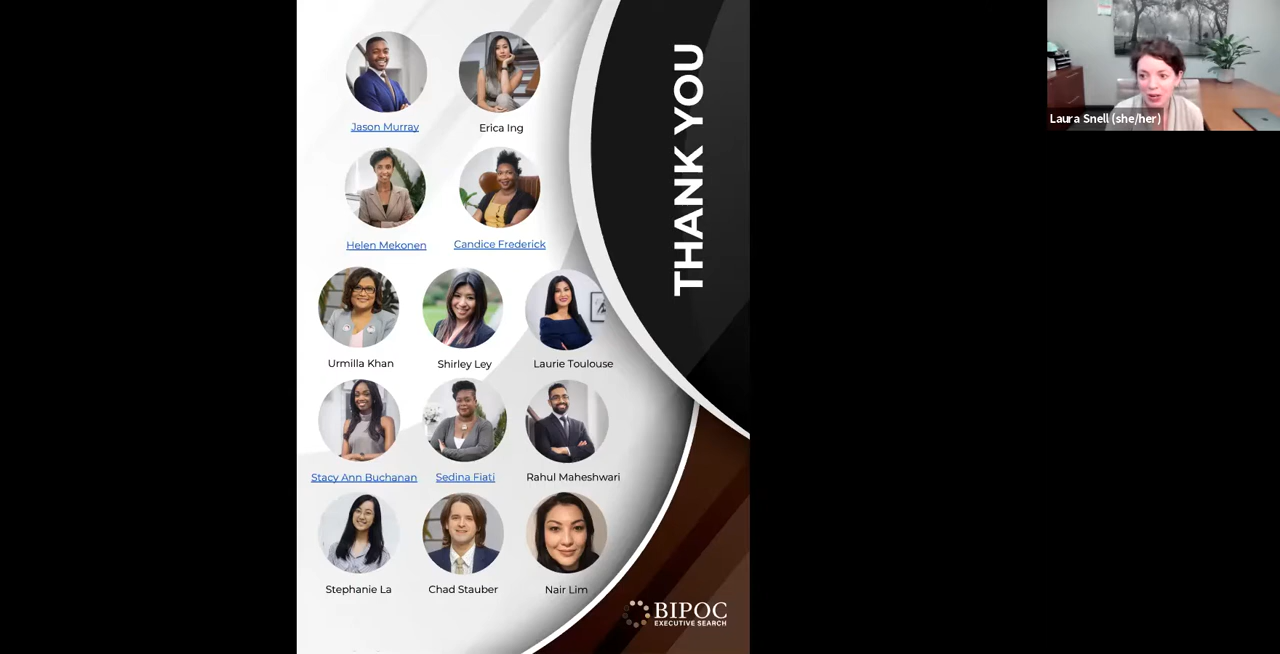 THANK YOU
Jason Murray
Erica Ing
Helen Mekonen
Candice Frederick
Urmilla Khan
Shirley Ley
Laurie Toulouse
Stacy Ann Buchanan
Sedina Fiati
Rahul Maheshwari
Stephanie La
Chad Stauber
Nair Lim
BIPOC
EXECUTIVE SEARCH
Laura Snell (she/her)